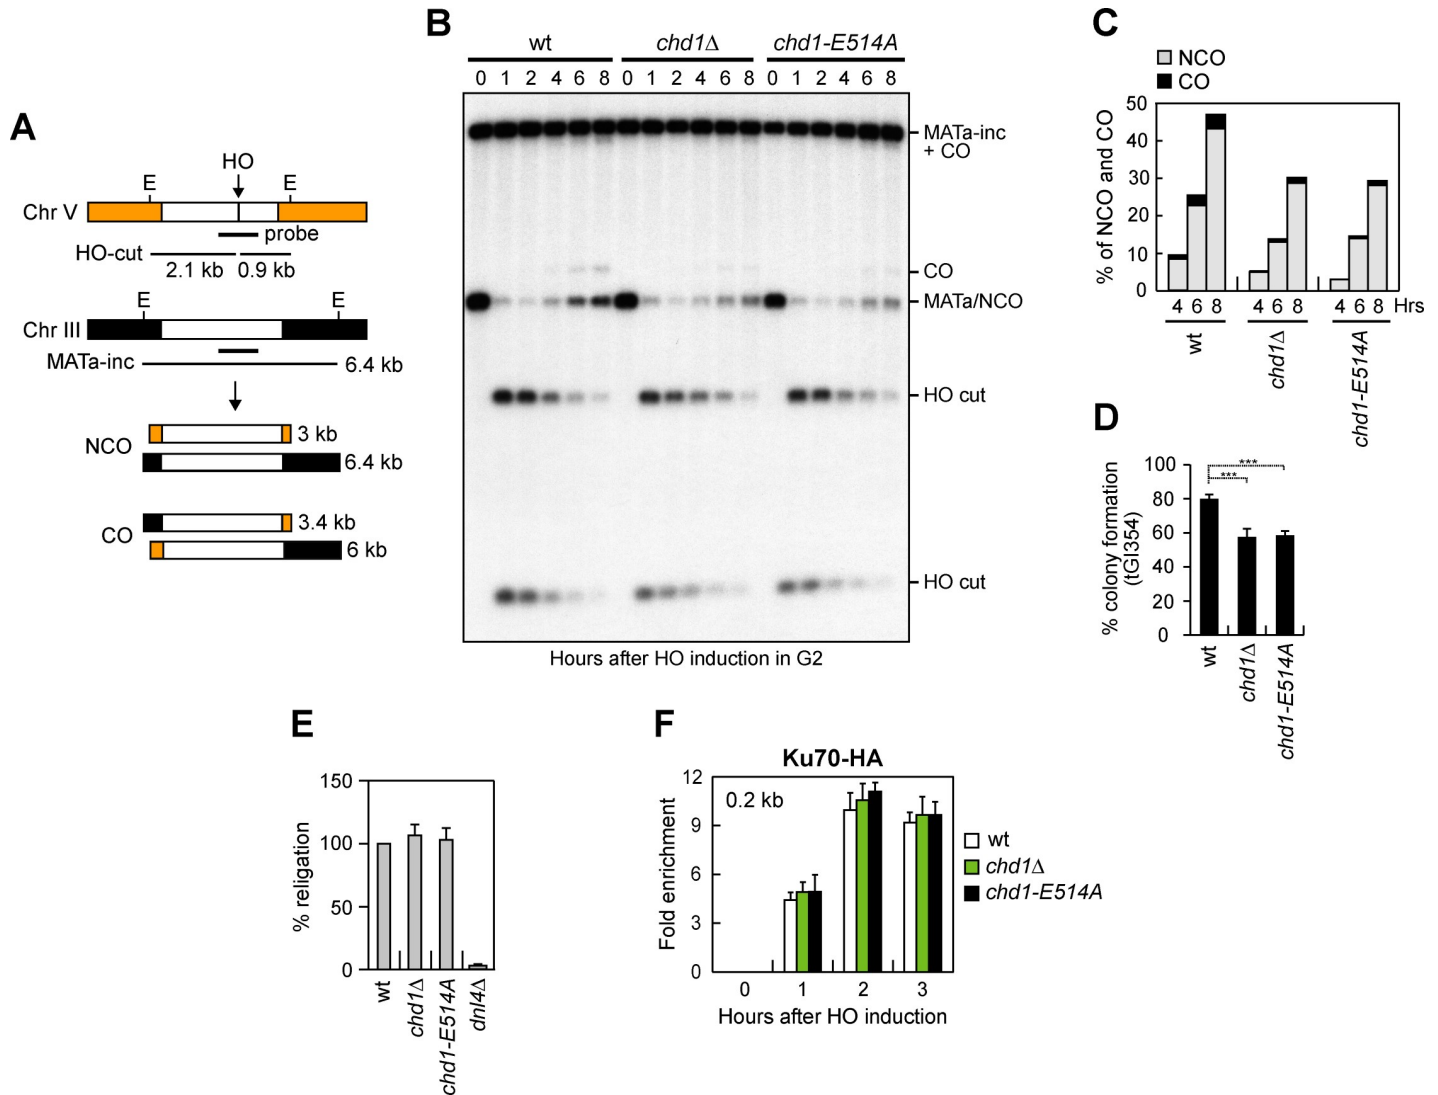 A
HO
E
E
Chr V
probe
HO-cut
2.1 kb
0.9 kb
E
E
Chr III
MATa-inc
6.4 kb
NCO
3 kb
6.4 kb
CO
3.4 kb
6 kb
B
wt
chd1Δ
chd1-E514A
0 1 2 4 6 8 0 1 2 4 6 8 0 1 2 4 6 8
MATa-inc
+ CO
CO
MATa/NCO
HO cut
HO cut
Hours after HO induction in G2
C
NCO
CO
% of NCO and CO
50
40
30
20
10
0
4 6 8 4 6 8 4 6 8 Hrs
wt
chd1Δ
chd1-E514A
D
% colony formation
(tGI354)
100
80
60
40
20
0
***
***
wt
chd1Δ
chd1-E514A
E
% religation
150
100
50
0
wt
chd1Δ
chd1-E514A
dnl4Δ
F
Ku70-HA
Fold enrichment
12
9
6
3
0
0.2 kb
0 1 2 3
Hours after HO induction
wt
chd1Δ
chd1-E514A